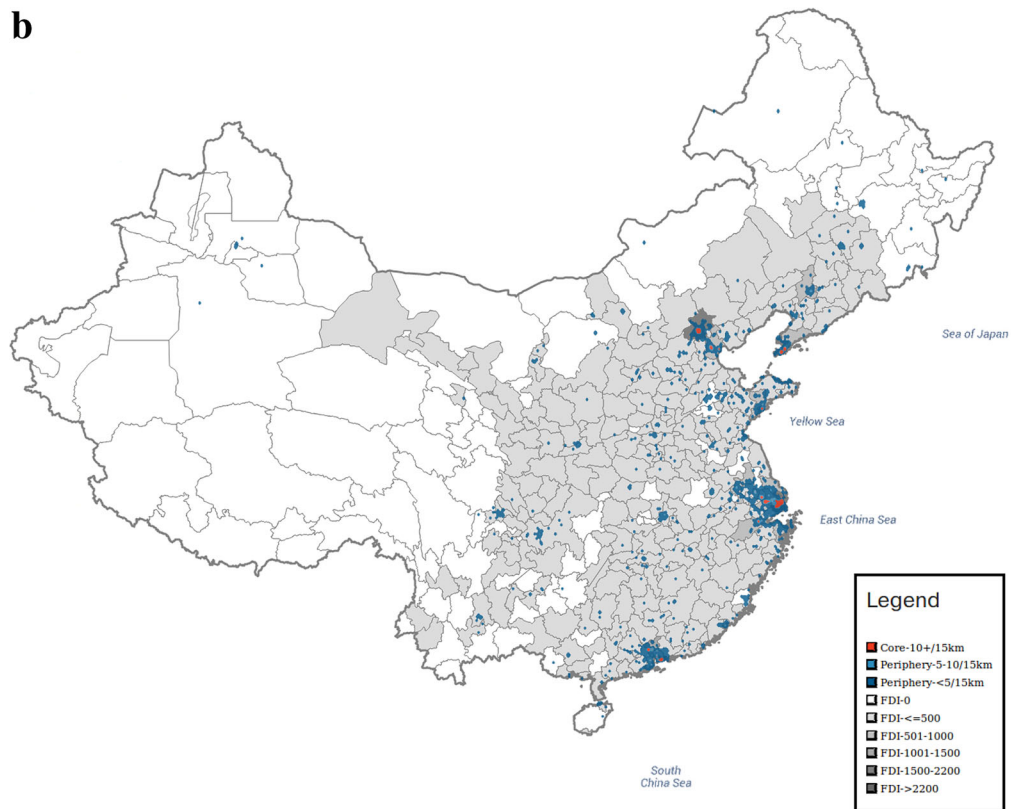 b
Sea of Japan
Yellow Sea
East China Sea
South
China Sea
Legend
Core-10+/15km
Periphery-5-10/15km
Periphery-<5/15km
FDI-0
FDI-<=500
FDI-501-1000
FDI-1001-1500
FDI-1500-2200
FDI->2200